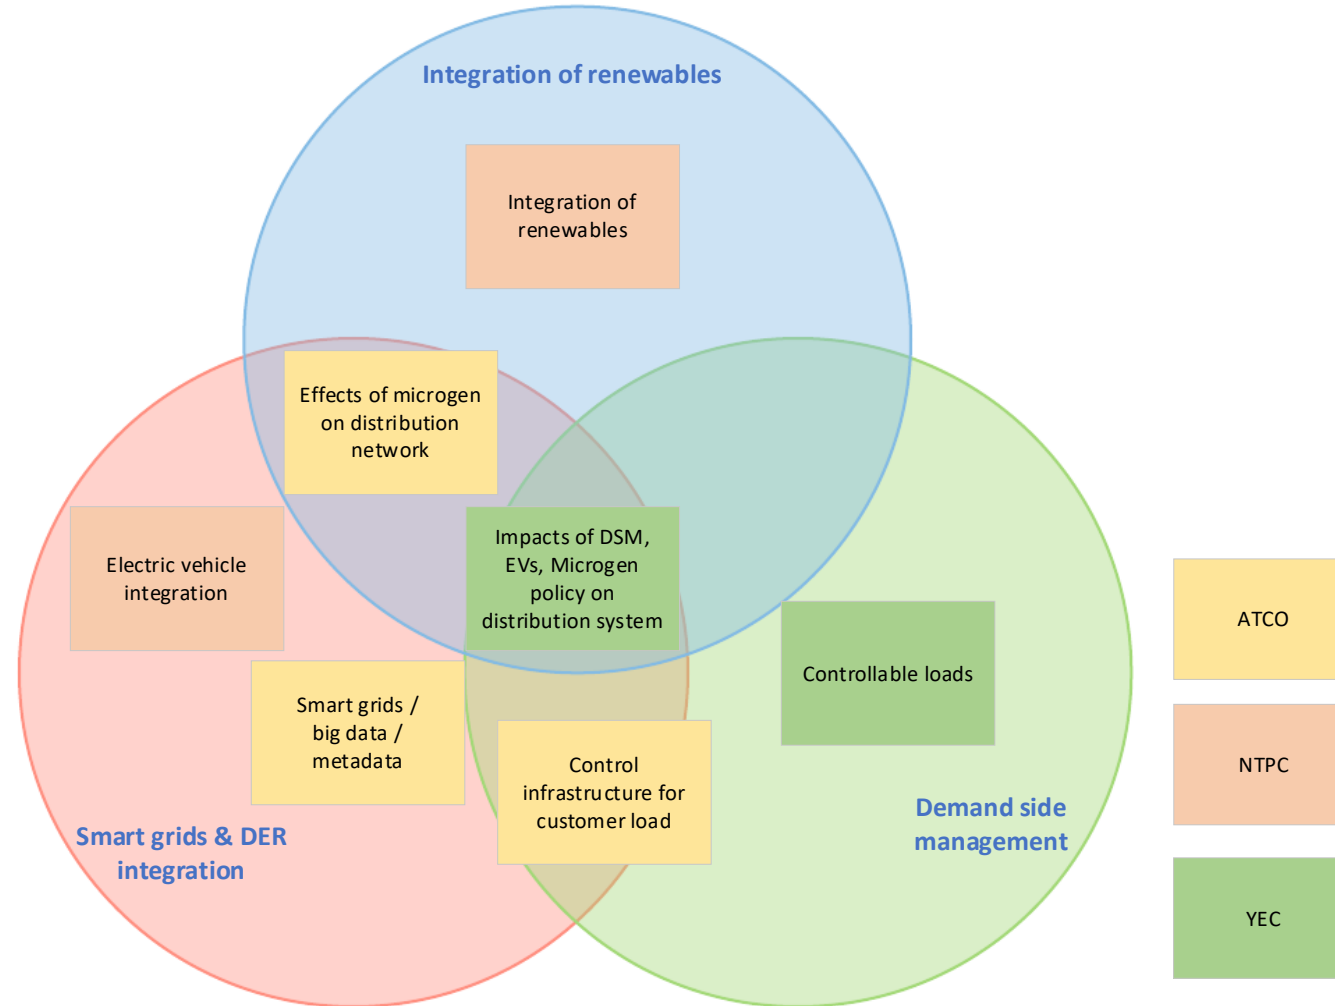 Integration of renewables
Integration of
renewables
Effects of microgen
on distribution
network
Electric vehicle
integration
Impacts of DSM,
EVs, Microgen
policy on
distribution system
Controllable loads
Smart grids /
big data /
metadata
Control
infrastructure for
customer load
Smart grids & DER
integration
Demand side
management
ATCO
NTPC
YEC